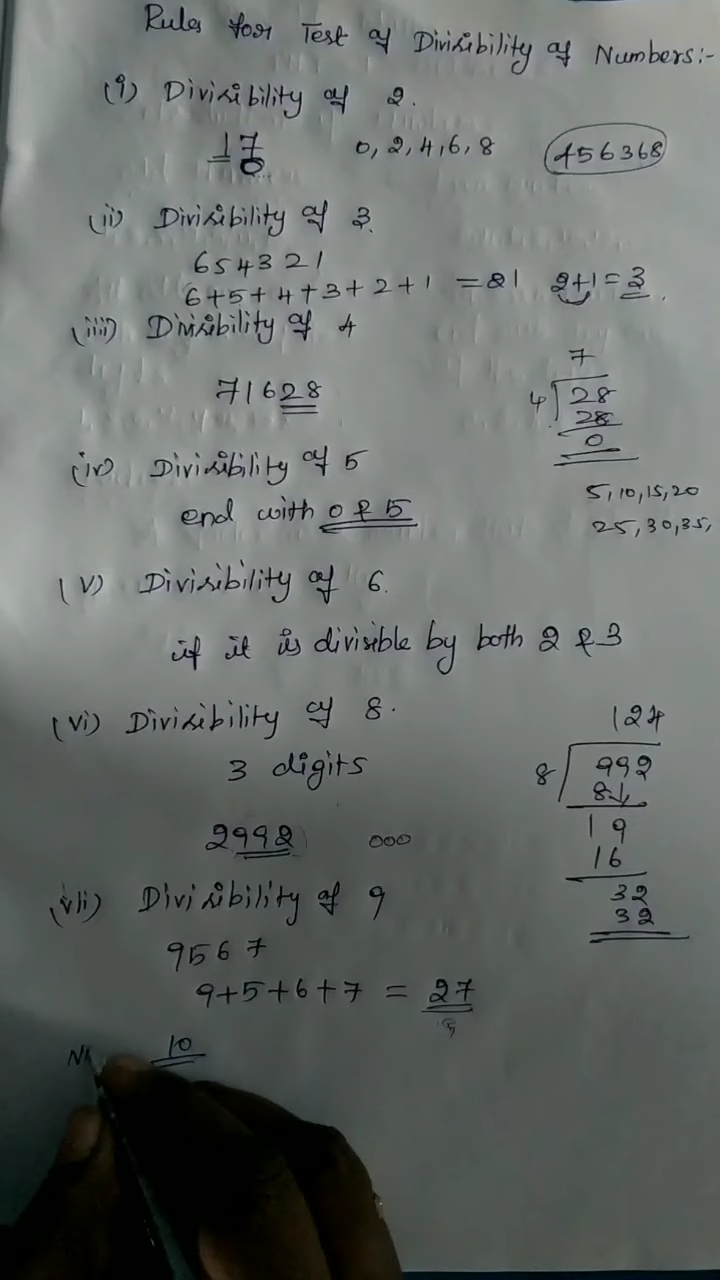 Rules for Test of Divisibility of Numbers:-
(i) Divisibility of 2.
0, 2, 4, 6, 8 456368
(ii) Divisibility of 3.
654321
6+5+4+3+2+1 = 21 2+1=3.
(iii) Divisibility of 4
7
71628 4 28
28
0
(iv) Divisibility of 5
5, 10, 15, 20
end with 0 & 5
25, 30, 35,
(v) Divisibility of 6.
if it is divisible by both 2 & 3
(vi) Divisibility of 8.
124
3 digits 8 992
8↓
19
2992 000
16
32
(vii) Divisibility of 9
32
9567
9+5+6+7 = 27
10